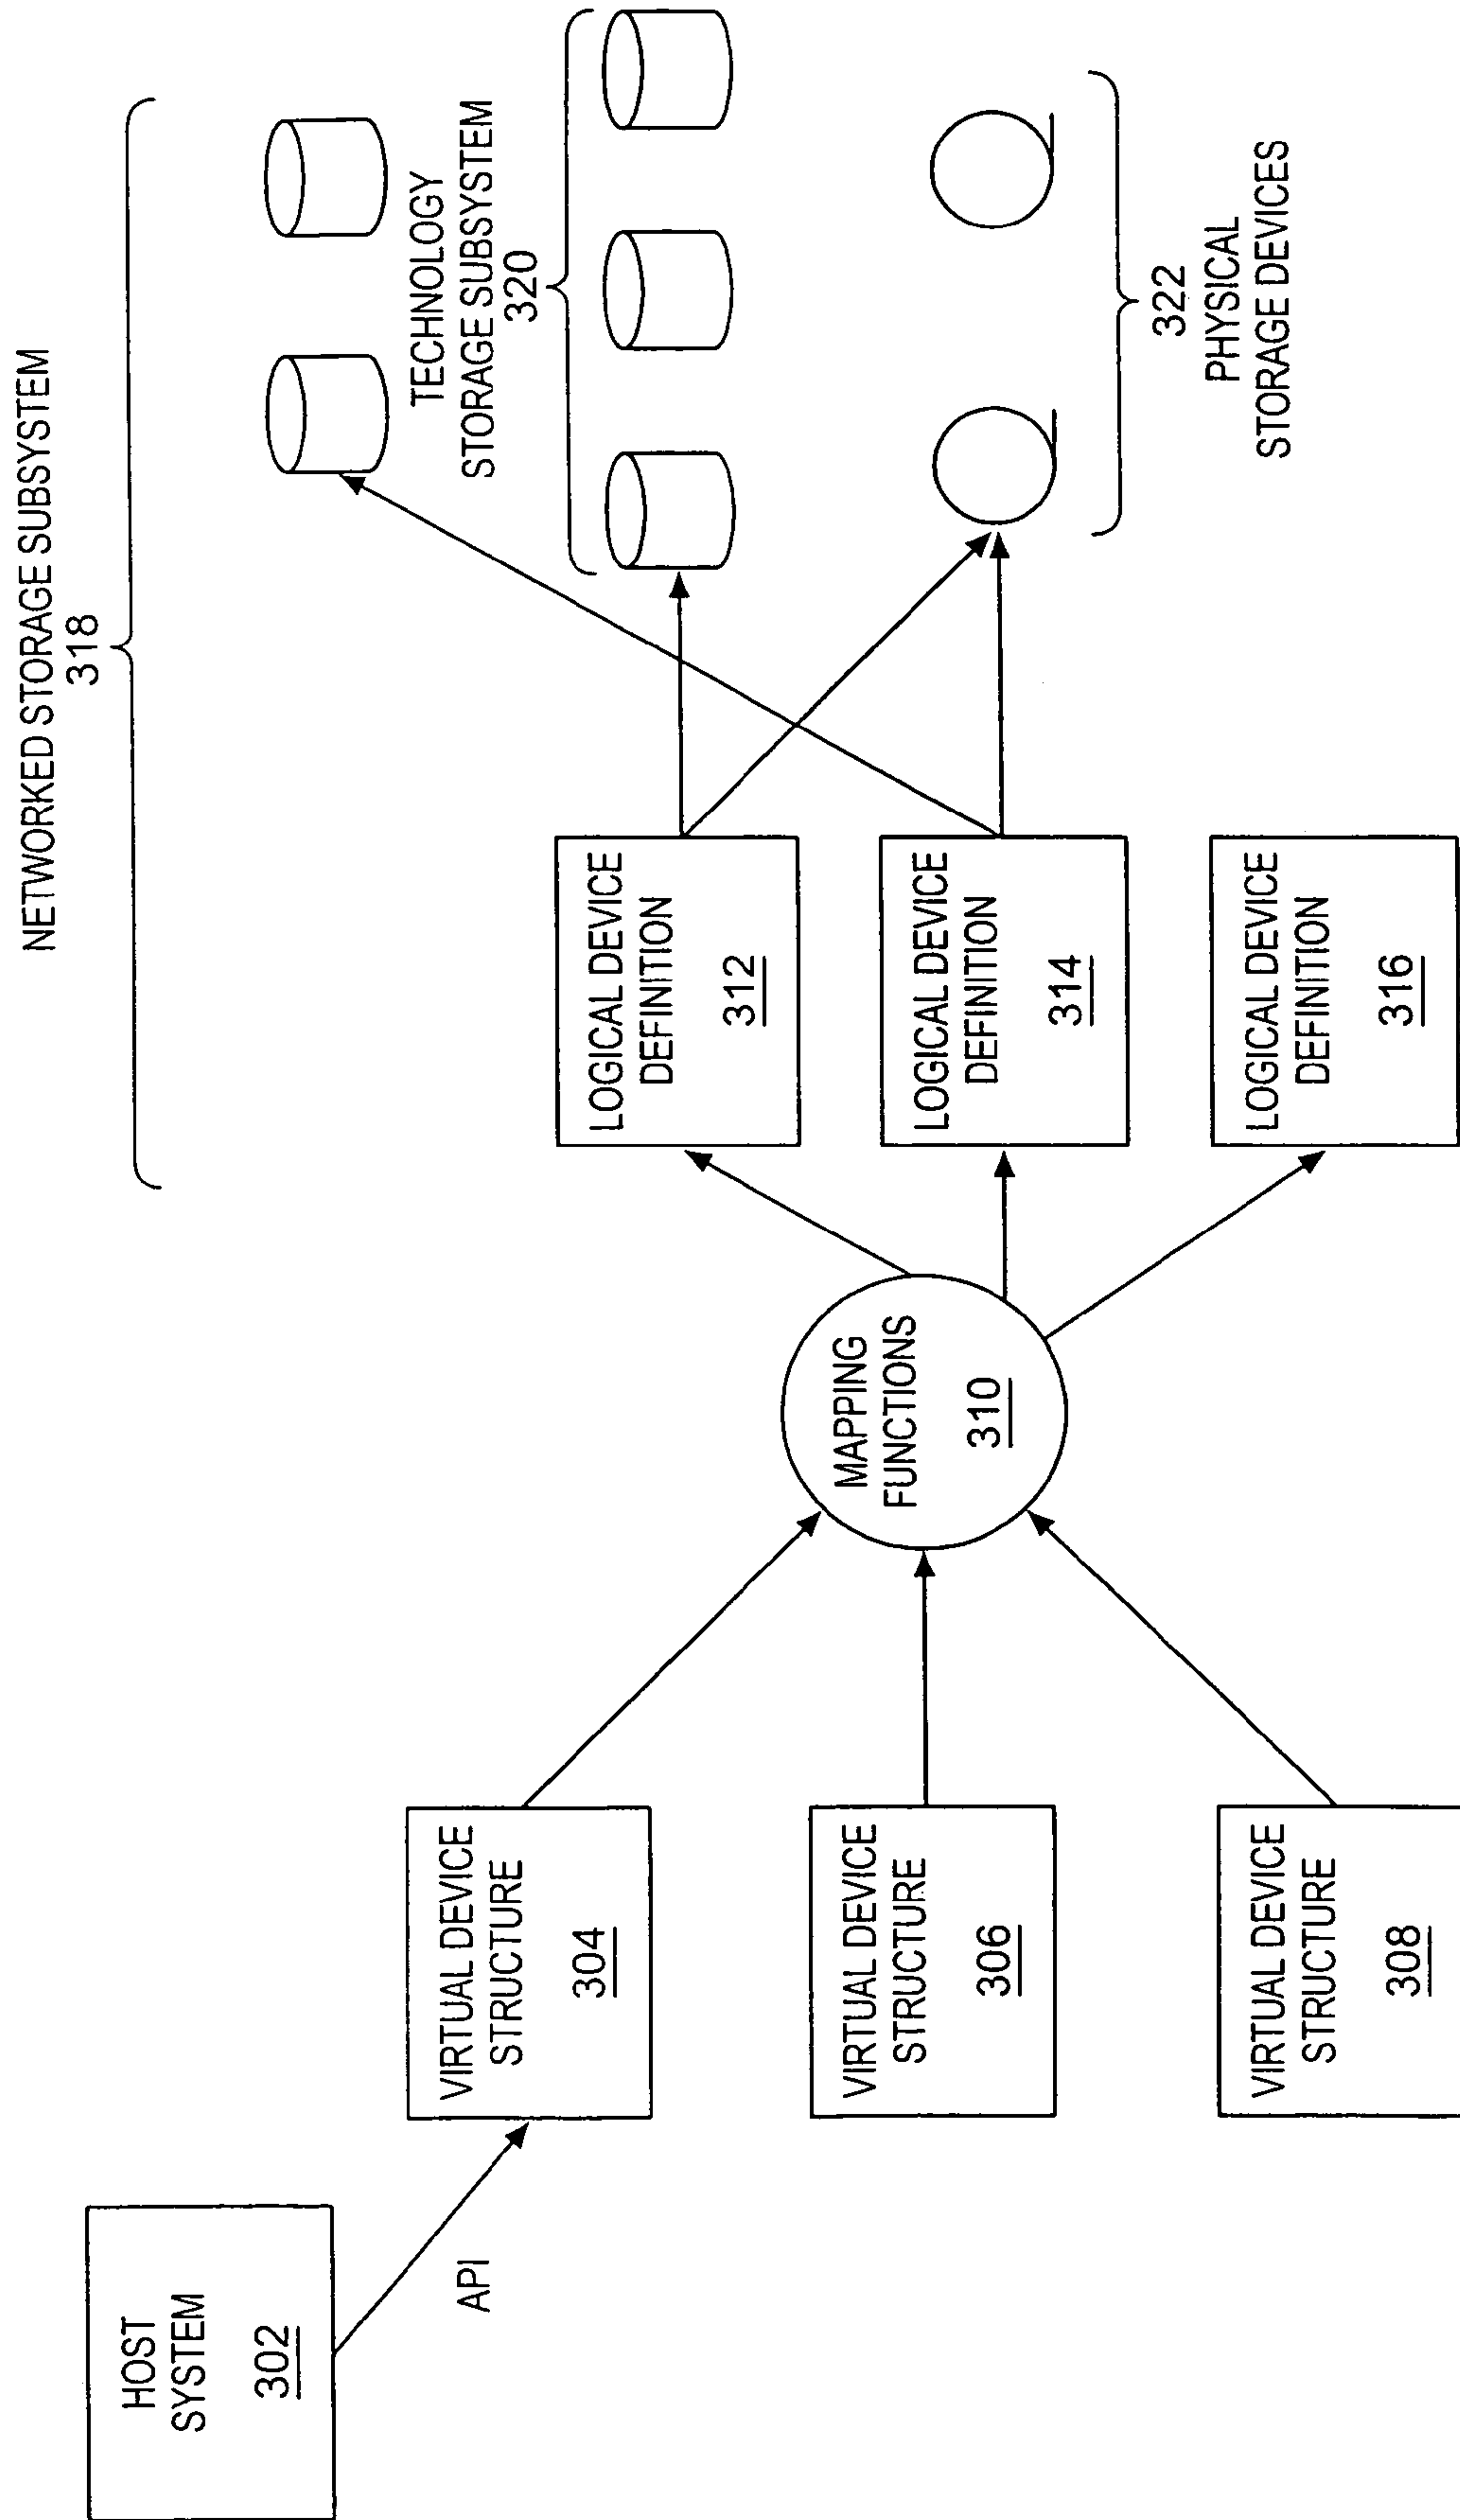 NETWORKED STORAGE SUBSYSTEM
318
TECHNOLOGY
STORAGE SUBSYSTEM
320
322
PHYSICAL
STORAGE DEVICES
HOST
SYSTEM
302
API
VIRTUAL DEVICE
STRUCTURE
304
VIRTUAL DEVICE
STRUCTURE
306
VIRTUAL DEVICE
STRUCTURE
308
MAPPING
FUNCTIONS
310
LOGICAL DEVICE
DEFINITION
312
LOGICAL DEVICE
DEFINITION
314
LOGICAL DEVICE
DEFINITION
316